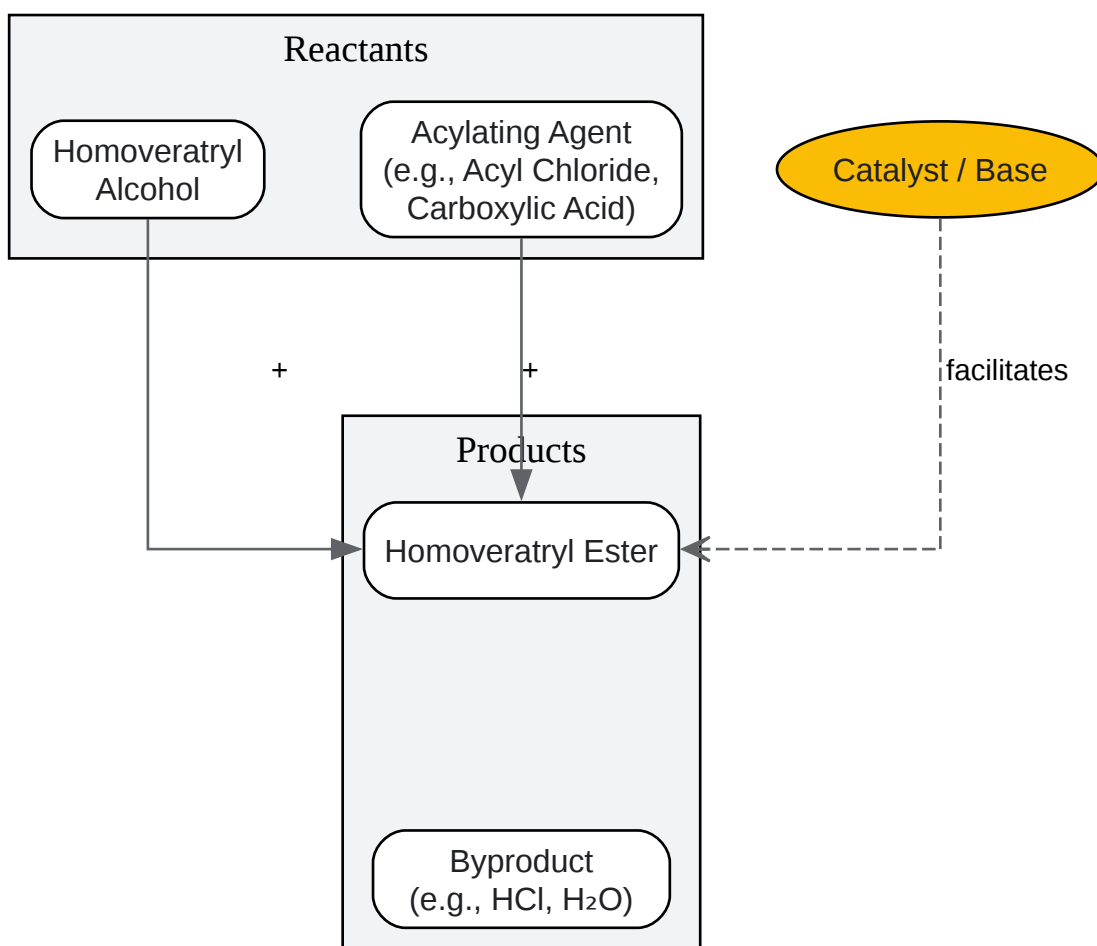 Reactants
Homoveratryl
Alcohol
Acylating Agent
(e.g., Acyl Chloride,
Carboxylic Acid)
Catalyst / Base
+
+
facilitates
Products
Homoveratryl Ester
Byproduct
(e.g., HCl, H₂O)